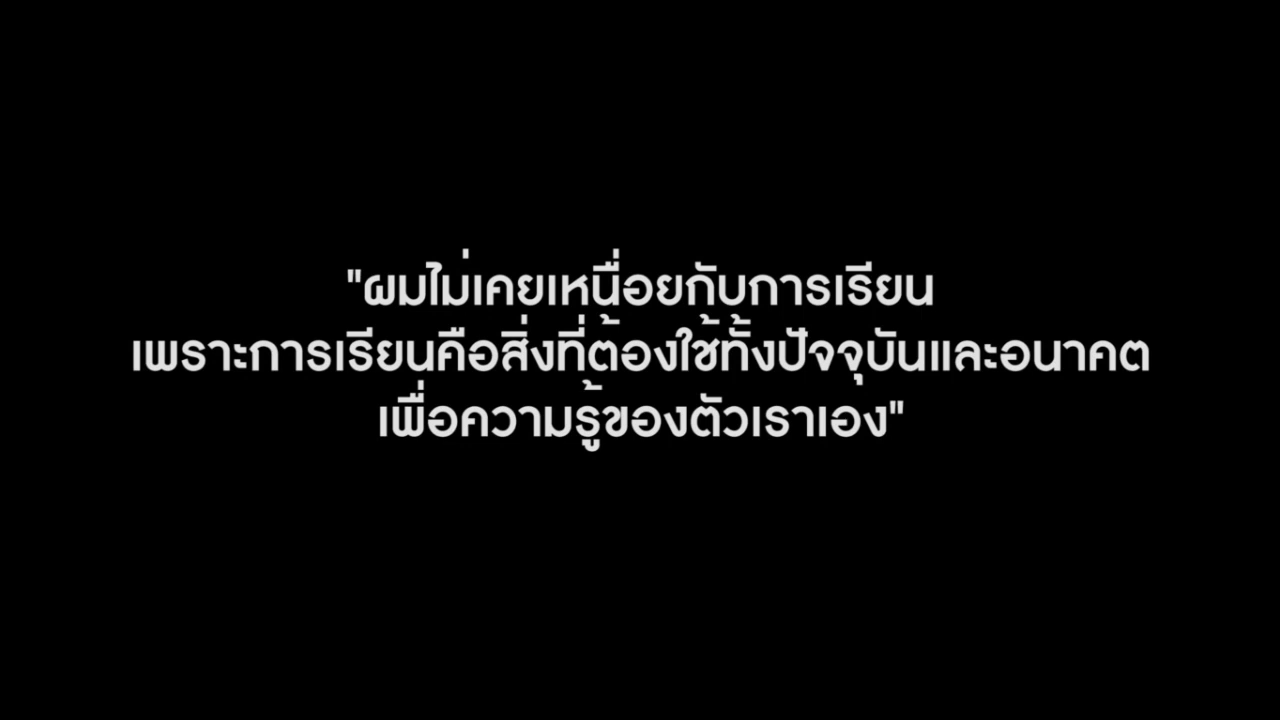 "ผมไม่เคยเหนื่อยกับการเรียน
เพราะการเรียนคือสิ่งที่ต้องใช้ทั้งปัจจุบันและอนาคต
เพื่อความรู้ของตัวเราเอง"